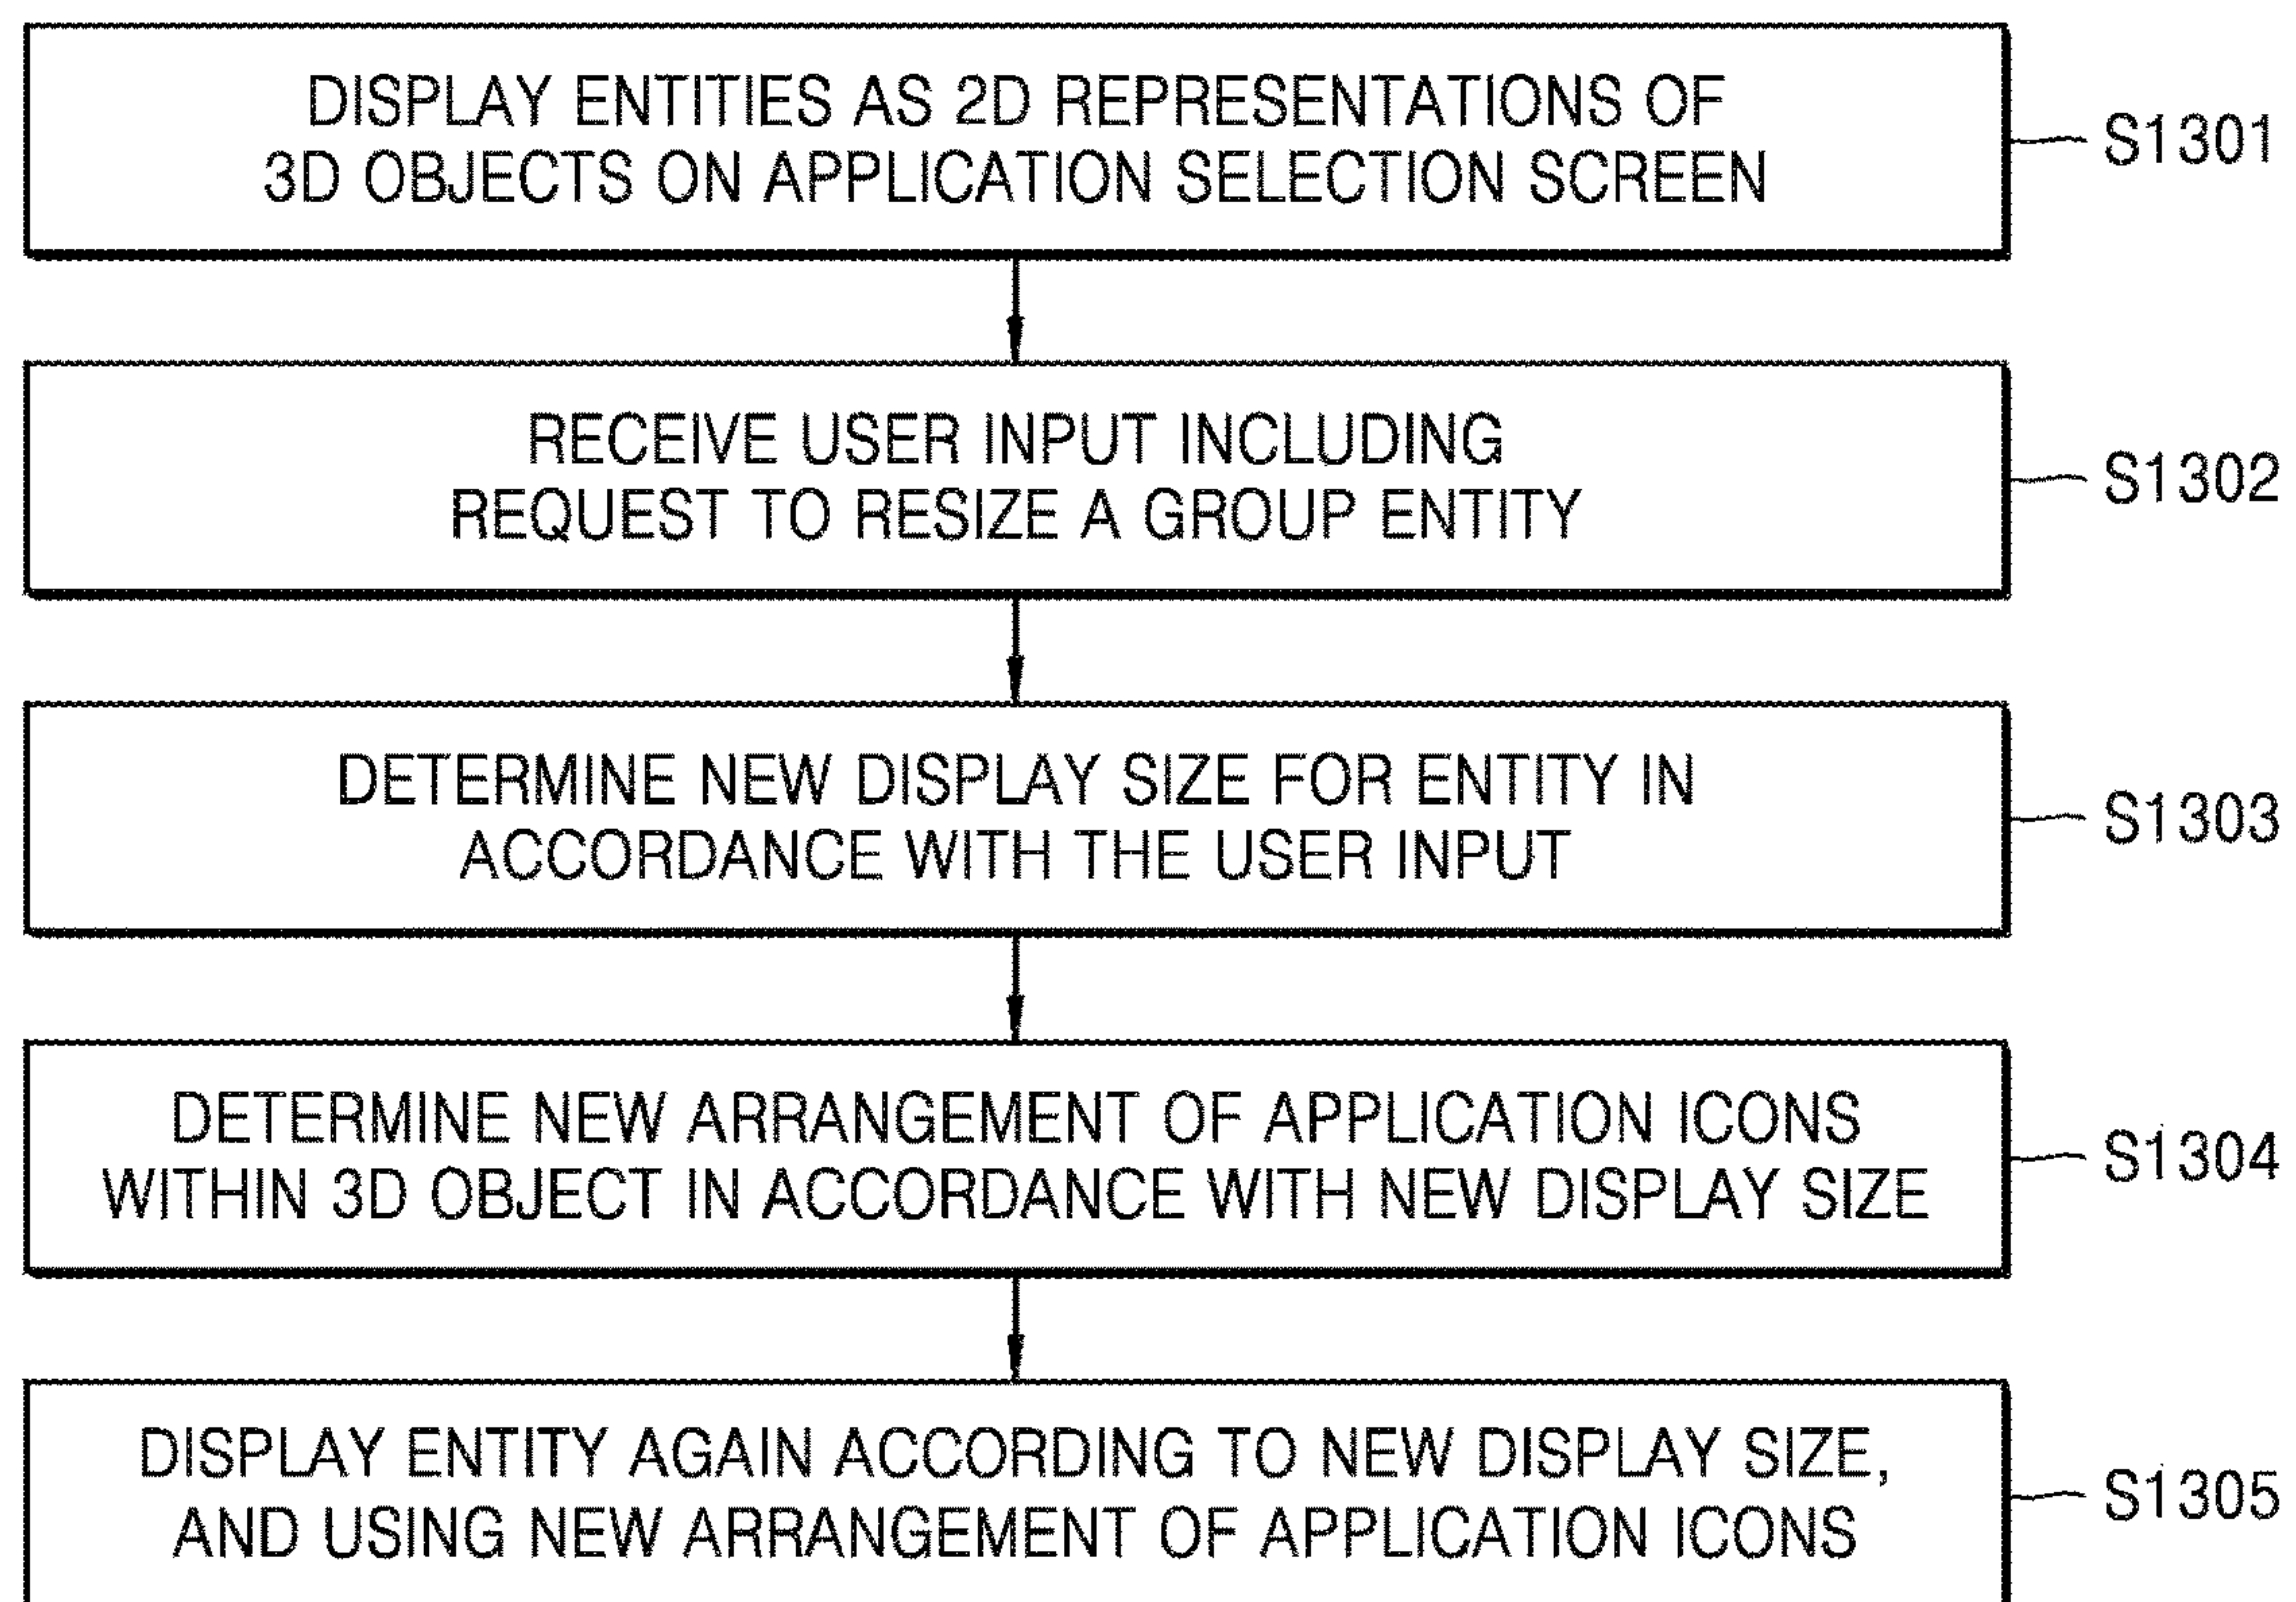 DISPLAY ENTITIES AS 2D REPRESENTATIONS OF
3D OBJECTS ON APPLICATION SELECTION SCREEN
S1301
RECEIVE USER INPUT INCLUDING
REQUEST TO RESIZE A GROUP ENTITY
S1302
DETERMINE NEW DISPLAY SIZE FOR ENTITY IN
ACCORDANCE WITH THE USER INPUT
S1303
DETERMINE NEW ARRANGEMENT OF APPLICATION ICONS
WITHIN 3D OBJECT IN ACCORDANCE WITH NEW DISPLAY SIZE
S1304
DISPLAY ENTITY AGAIN ACCORDING TO NEW DISPLAY SIZE,
AND USING NEW ARRANGEMENT OF APPLICATION ICONS
S1305